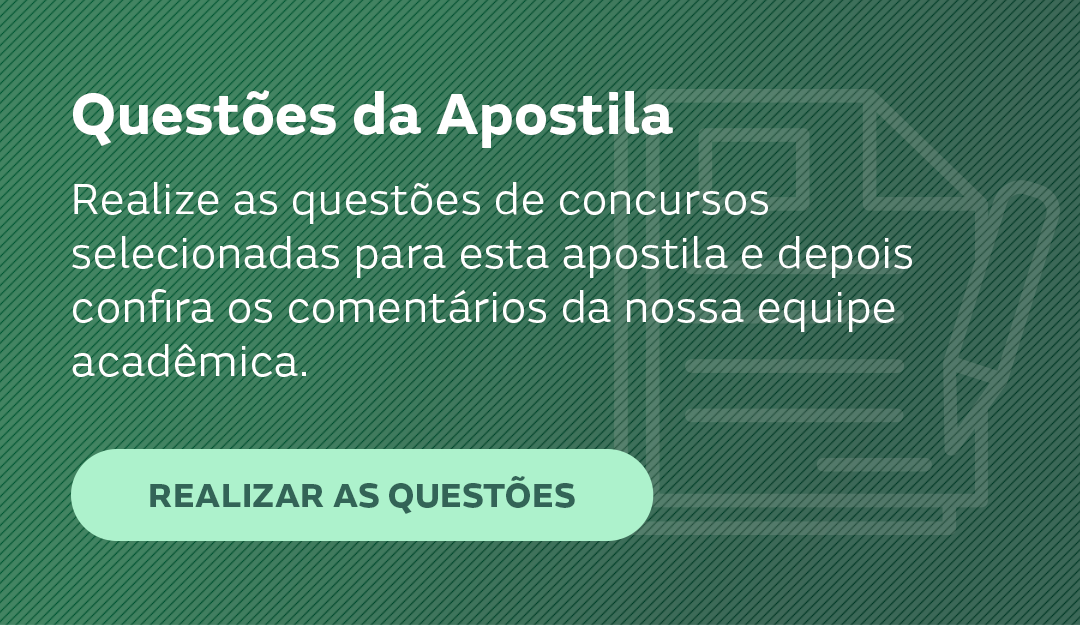 Questões da Apostila
Realize as questões de concursos
selecionadas para esta apostila e depois
confira os comentários da nossa equipe
acadêmica.
REALIZAR AS QUESTÕES